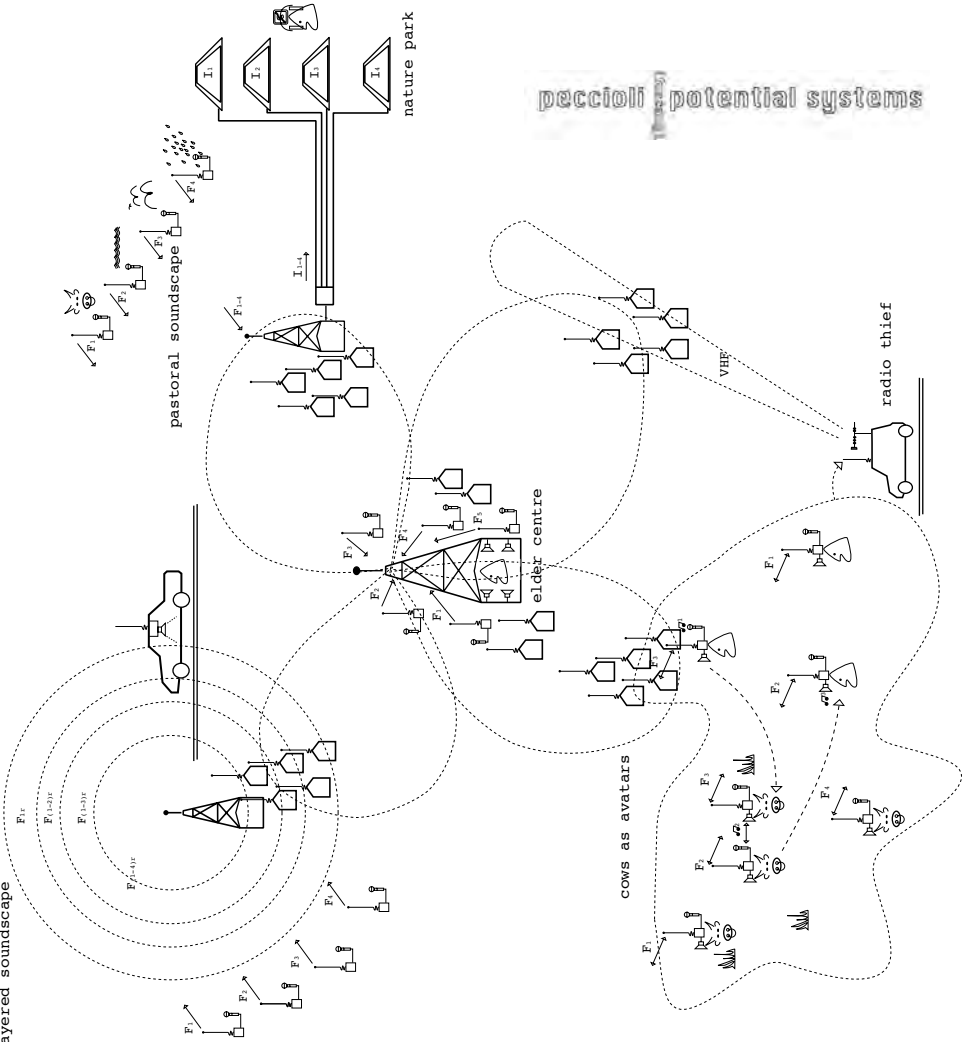 peccioli potential systems
nature park
I1
I2
I3
I4
I1-4
F1-4
pastoral soundscape
F1
F2
F3
F4
ayered soundscape
F1r
F(1-2)r
F(1-3)r
F(1-4)r
F1
F2
F3
F4
elder centre
F1
F2
F3
F4
F5
radio thief
VHF
cows as avatars
F1
F2
F3
F4
F1
F2
F3